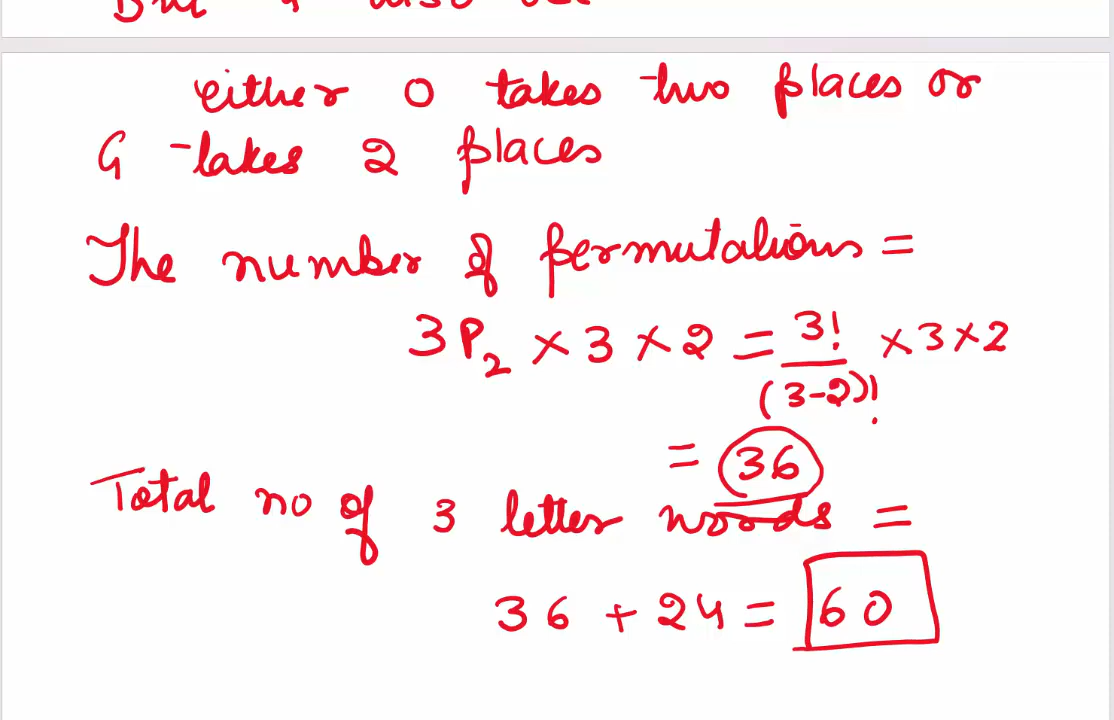 either O takes two places or
G takes 2 places
The number of permutations =
3P₂ × 3 × 2 = 3!/(3-2)! × 3 × 2
= 36
Total no of 3 letter words =
36 + 24 = 60